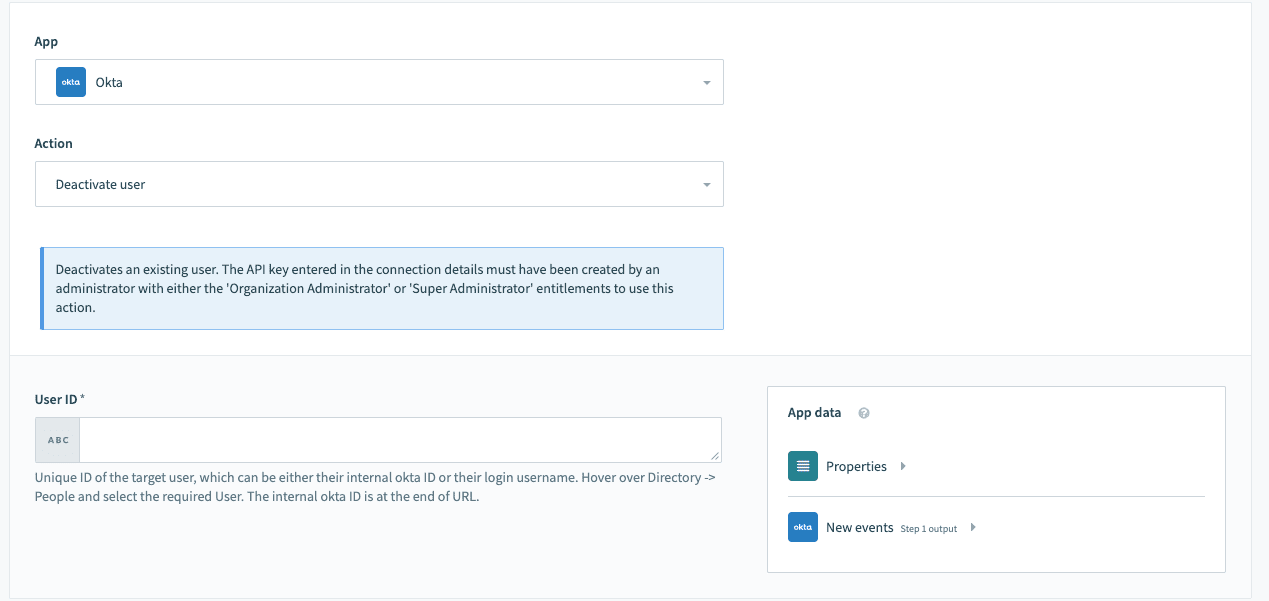 App
okta Okta
Action
Deactivate user
Deactivates an existing user. The API key entered in the connection details must have been created by an
administrator with either the 'Organization Administrator' or 'Super Administrator' entitlements to use this
action.
User ID *
ABC
Unique ID of the target user, which can be either their internal okta ID or their login username. Hover over Directory ->
People and select the required User. The internal okta ID is at the end of URL.
App data ?
Properties
okta New events Step 1 output